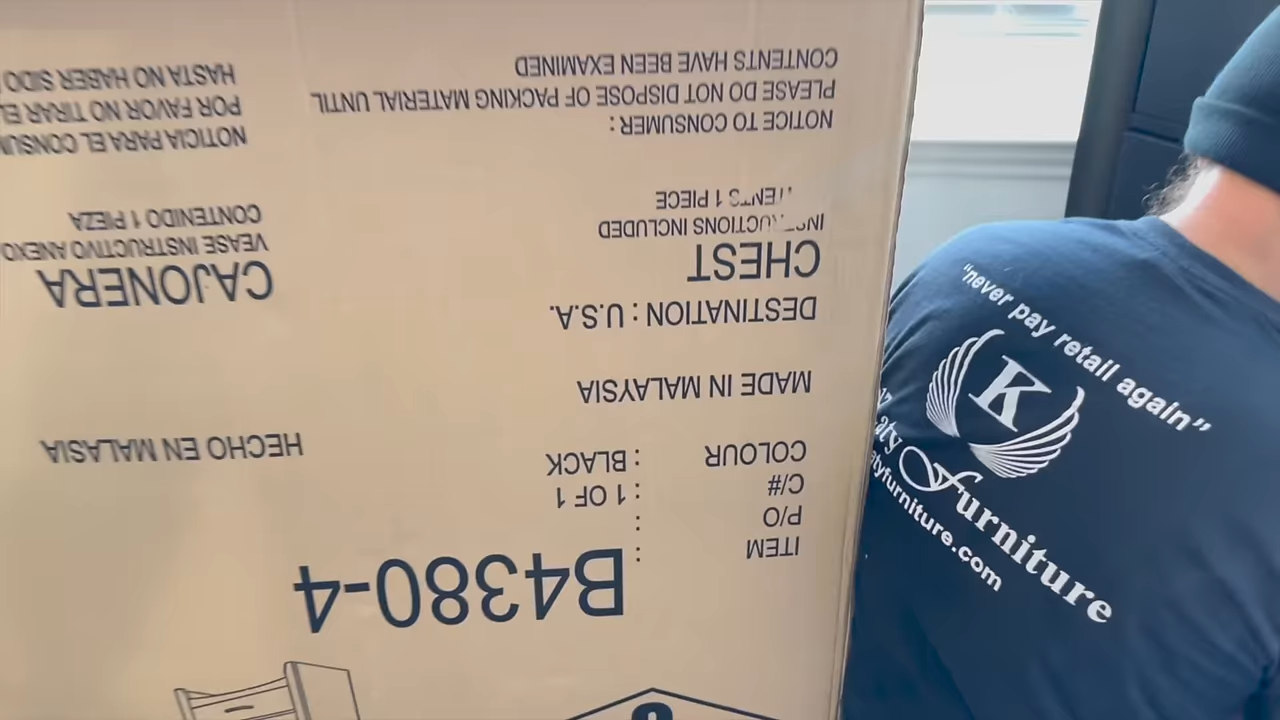 ITEM : B4380-4
P/O :
C/# : 1 OF 1
COLOUR : BLACK
MADE IN MALAYSIA
DESTINATION : U.S.A.
CHEST
INSTRUCTIONS INCLUDED
1 PIECE
NOTICE TO CONSUMER :
PLEASE DO NOT DISPOSE OF PACKING MATERIAL UNTIL
CONTENTS HAVE BEEN EXAMINED
HECHO EN MALASIA
CAJONERA
VEASE INSTRUCTIVO ANEXO
CONTENIDO 1 PIEZA
NOTICIA PARA EL
POR FAVOR NO TIRAR EL
HASTA NO HABER SIDO
"never pay retail again"
K
aty Furniture
atyfurniture.com